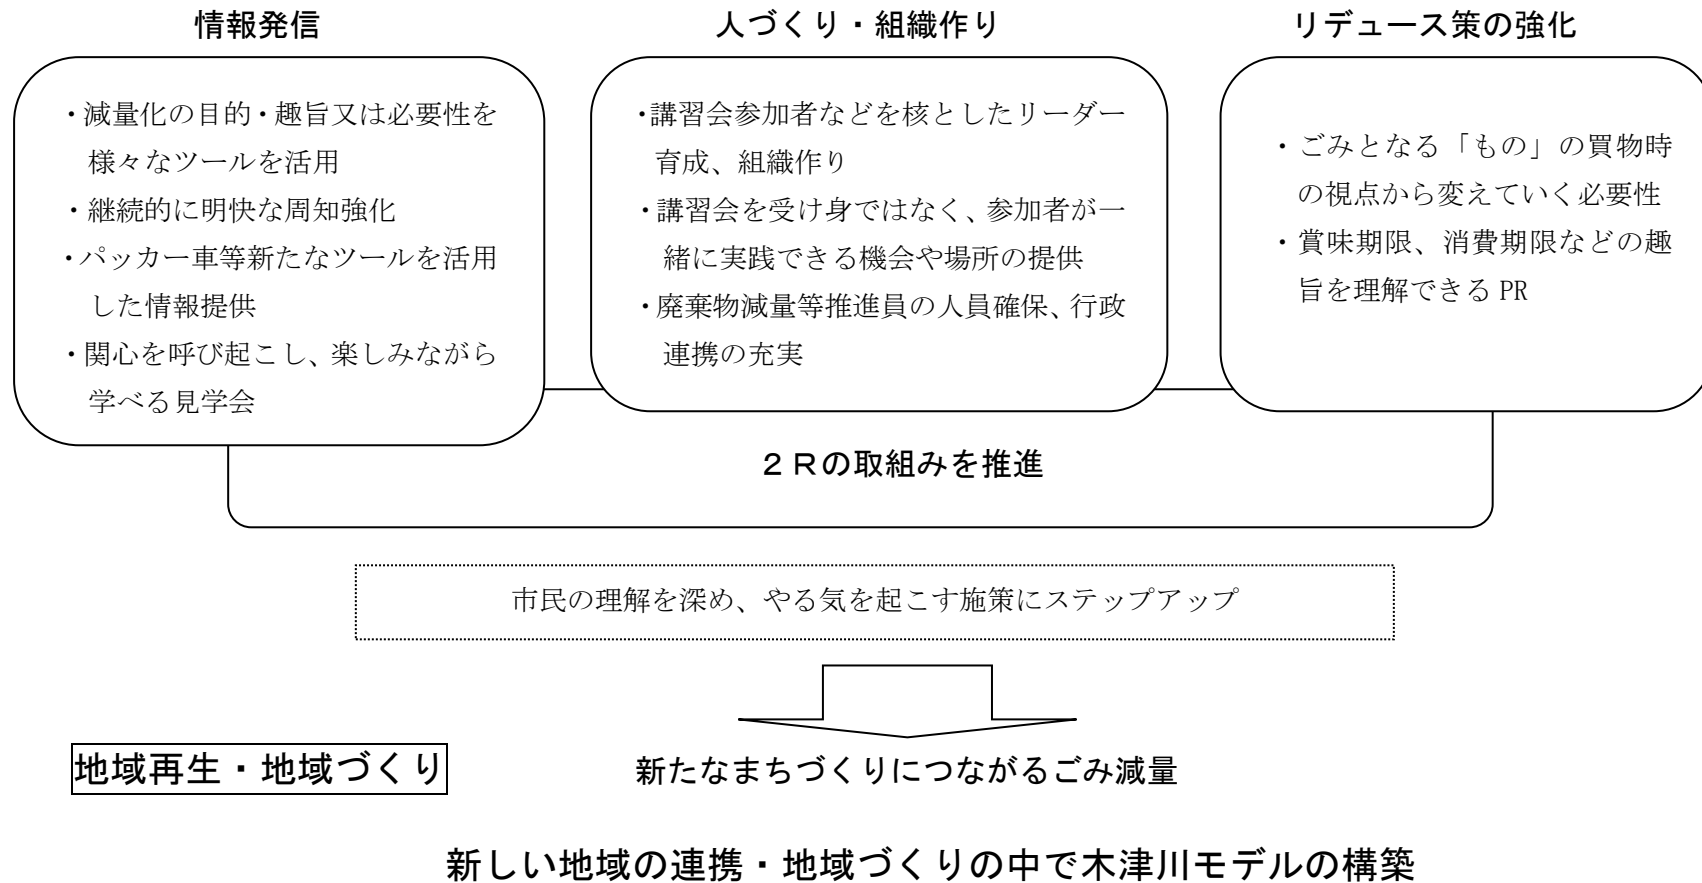 情報発信
・減量化の目的・趣旨又は必要性を
様々なツールを活用
・継続的に明快な周知強化
・パッカー車等新たなツールを活用
した情報提供
・関心を呼び起こし、楽しみながら
学べる見学会
人づくり・組織作り
・講習会参加者などを核としたリーダー
育成、組織作り
・講習会を受け身ではなく、参加者が一
緒に実践できる機会や場所の提供
・廃棄物減量等推進員の人員確保、行政
連携の充実
リデュース策の強化
・ごみとなる「もの」の買物時
の視点から変えていく必要性
・賞味期限、消費期限などの趣
旨を理解できる PR
２Ｒの取組みを推進
市民の理解を深め、やる気を起こす施策にステップアップ
地域再生・地域づくり
新たなまちづくりにつながるごみ減量
新しい地域の連携・地域づくりの中で木津川モデルの構築